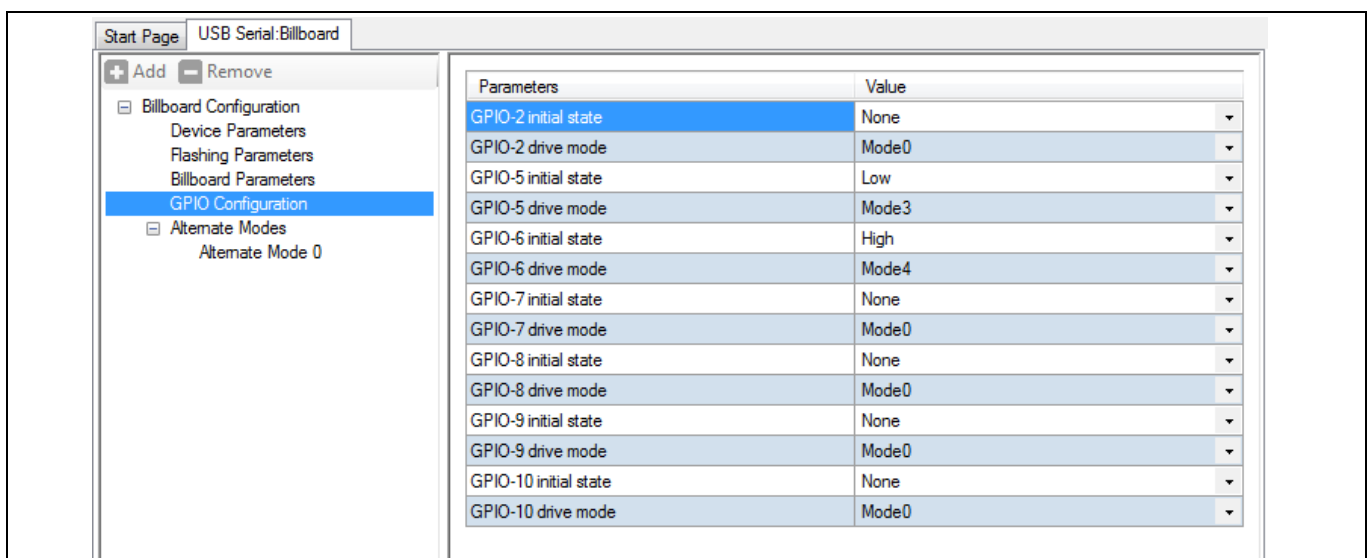 Start Page USB Serial:Billboard
Add Remove
Billboard Configuration
Device Parameters
Flashing Parameters
Billboard Parameters
GPIO Configuration
Alternate Modes
Alternate Mode 0
Parameters Value
GPIO-2 initial state None
GPIO-2 drive mode Mode0
GPIO-5 initial state Low
GPIO-5 drive mode Mode3
GPIO-6 initial state High
GPIO-6 drive mode Mode4
GPIO-7 initial state None
GPIO-7 drive mode Mode0
GPIO-8 initial state None
GPIO-8 drive mode Mode0
GPIO-9 initial state None
GPIO-9 drive mode Mode0
GPIO-10 initial state None
GPIO-10 drive mode Mode0